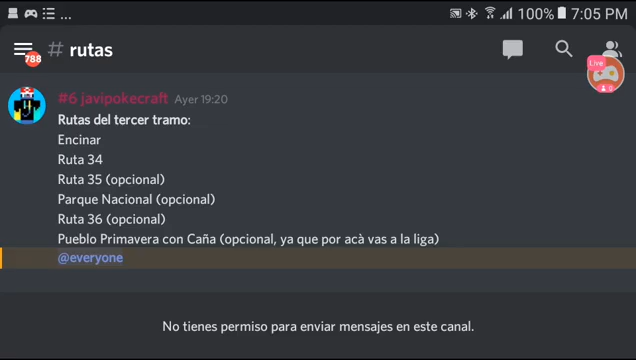 100% 7:05 PM
# rutas
788
Live
#6 javipokecraft Ayer 19:20
Rutas del tercer tramo:
Encinar
Ruta 34
Ruta 35 (opcional)
Parque Nacional (opcional)
Ruta 36 (opcional)
Pueblo Primavera con Caña (opcional, ya que por acà vas a la liga)
@everyone
No tienes permiso para enviar mensajes en este canal.